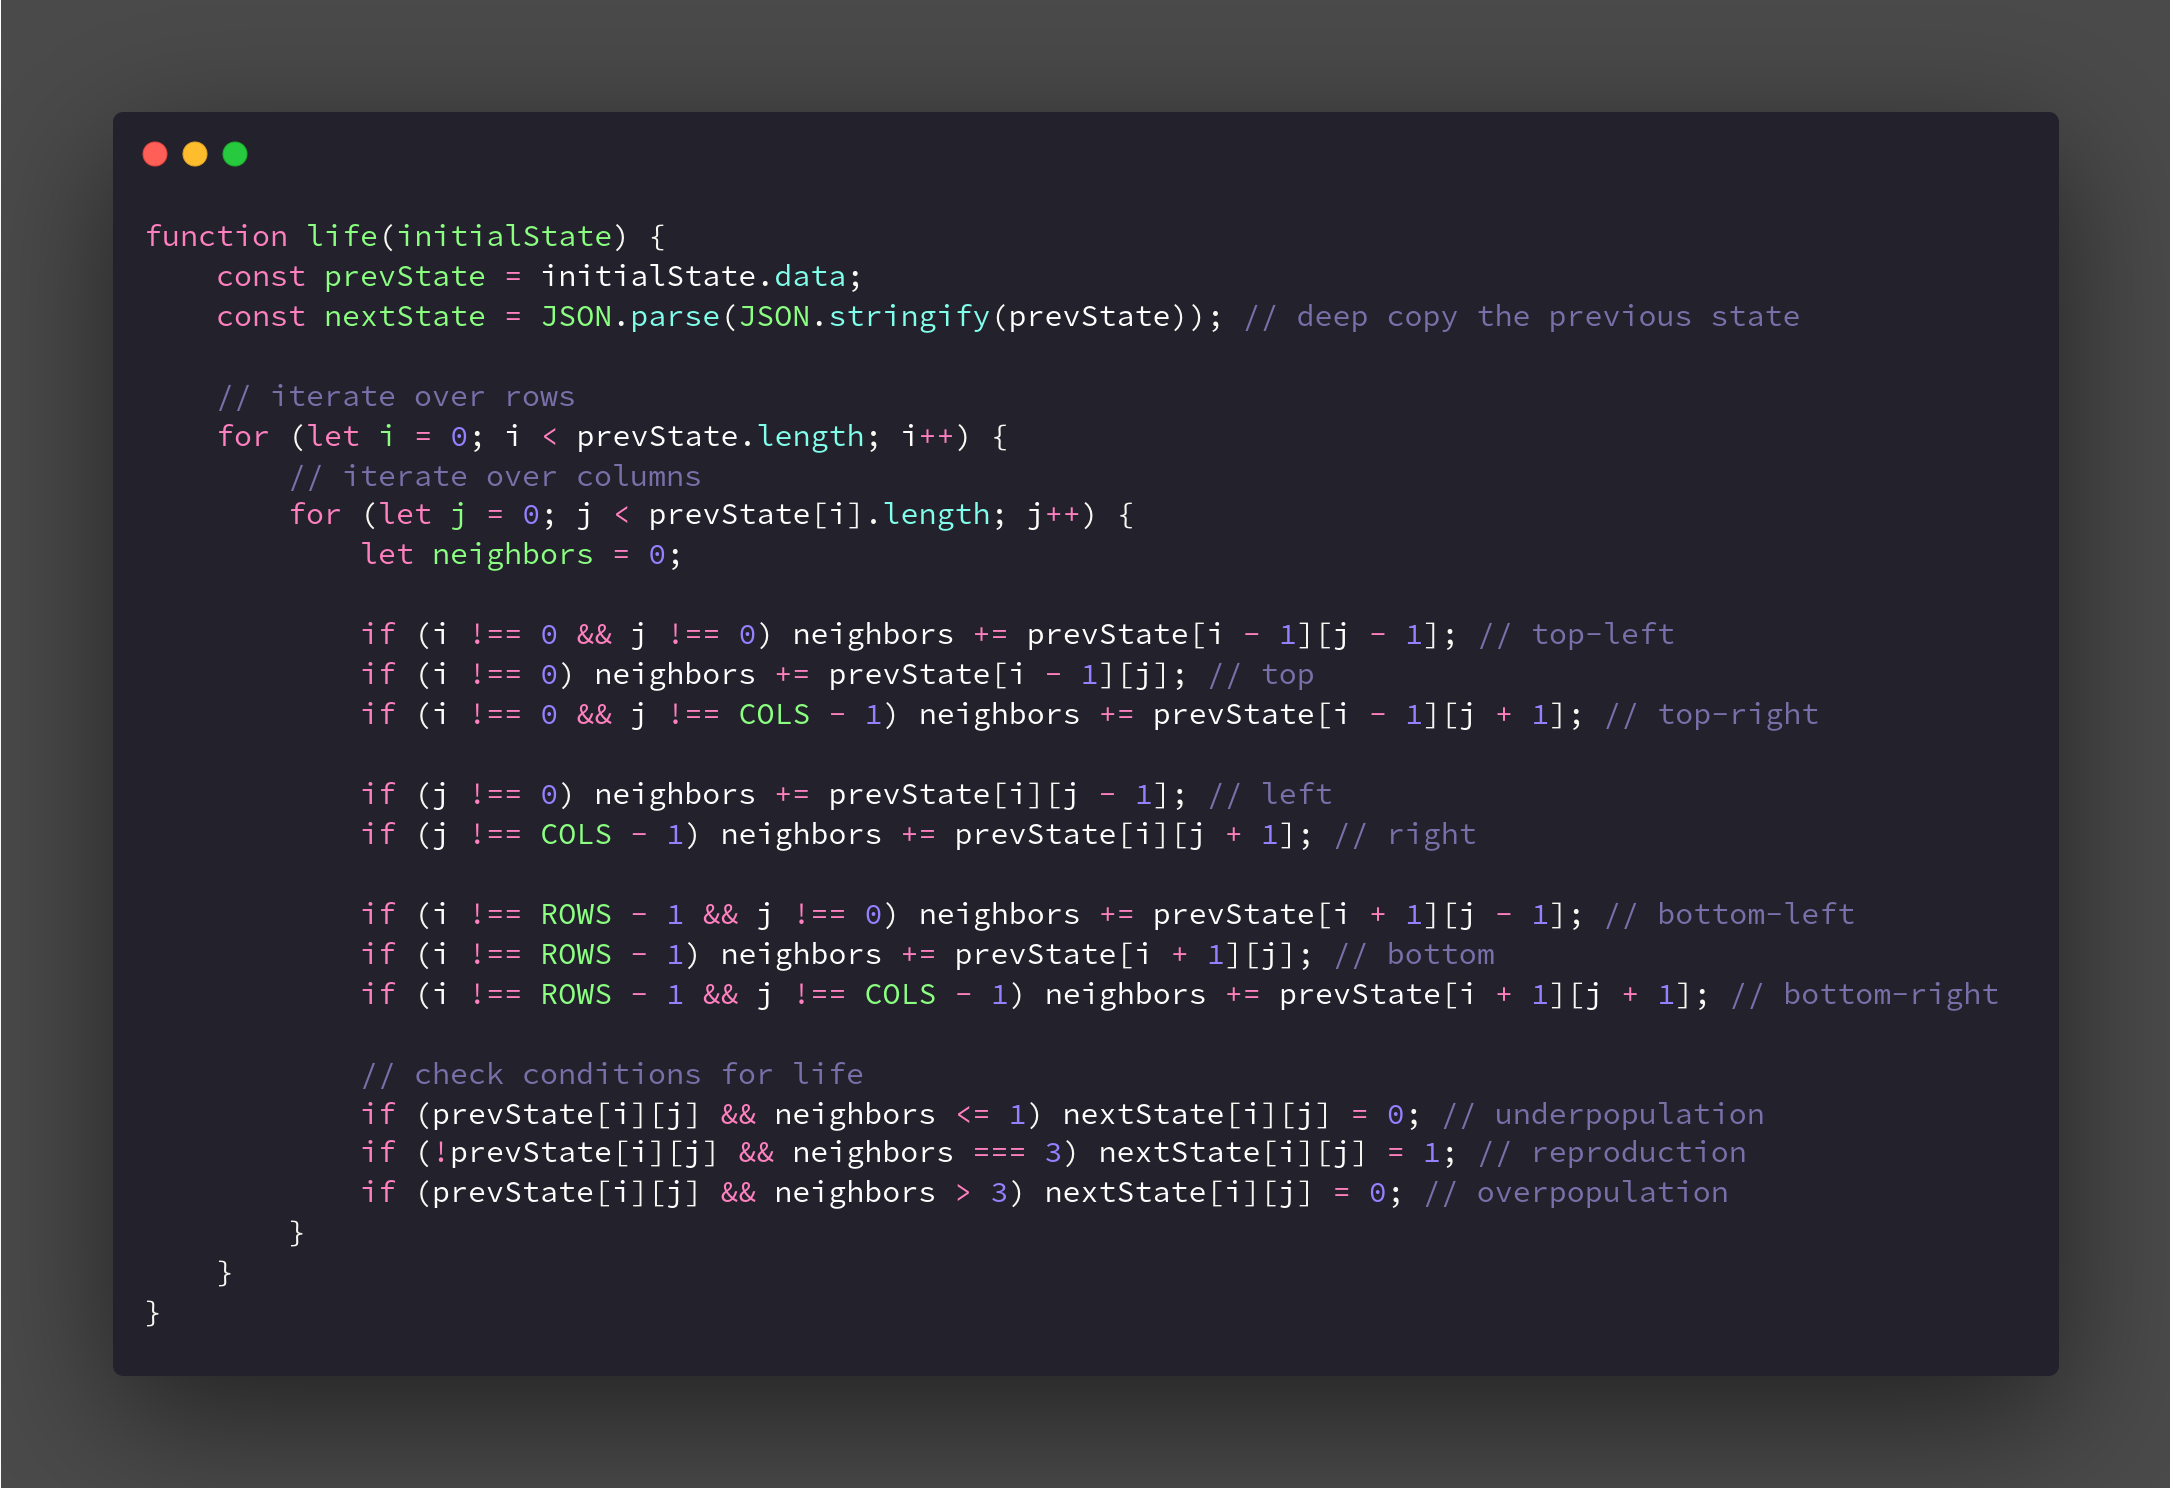 function life(initialState) {
    const prevState = initialState.data;
    const nextState = JSON.parse(JSON.stringify(prevState)); // deep copy the previous state

    // iterate over rows
    for (let i = 0; i < prevState.length; i++) {
        // iterate over columns
        for (let j = 0; j < prevState[i].length; j++) {
            let neighbors = 0;

            if (i !== 0 && j !== 0) neighbors += prevState[i - 1][j - 1]; // top-left
            if (i !== 0) neighbors += prevState[i - 1][j]; // top
            if (i !== 0 && j !== COLS - 1) neighbors += prevState[i - 1][j + 1]; // top-right

            if (j !== 0) neighbors += prevState[i][j - 1]; // left
            if (j !== COLS - 1) neighbors += prevState[i][j + 1]; // right

            if (i !== ROWS - 1 && j !== 0) neighbors += prevState[i + 1][j - 1]; // bottom-left
            if (i !== ROWS - 1) neighbors += prevState[i + 1][j]; // bottom
            if (i !== ROWS - 1 && j !== COLS - 1) neighbors += prevState[i + 1][j + 1]; // bottom-right

            // check conditions for life
            if (prevState[i][j] && neighbors <= 1) nextState[i][j] = 0; // underpopulation
            if (!prevState[i][j] && neighbors === 3) nextState[i][j] = 1; // reproduction
            if (prevState[i][j] && neighbors > 3) nextState[i][j] = 0; // overpopulation
        }
    }
}